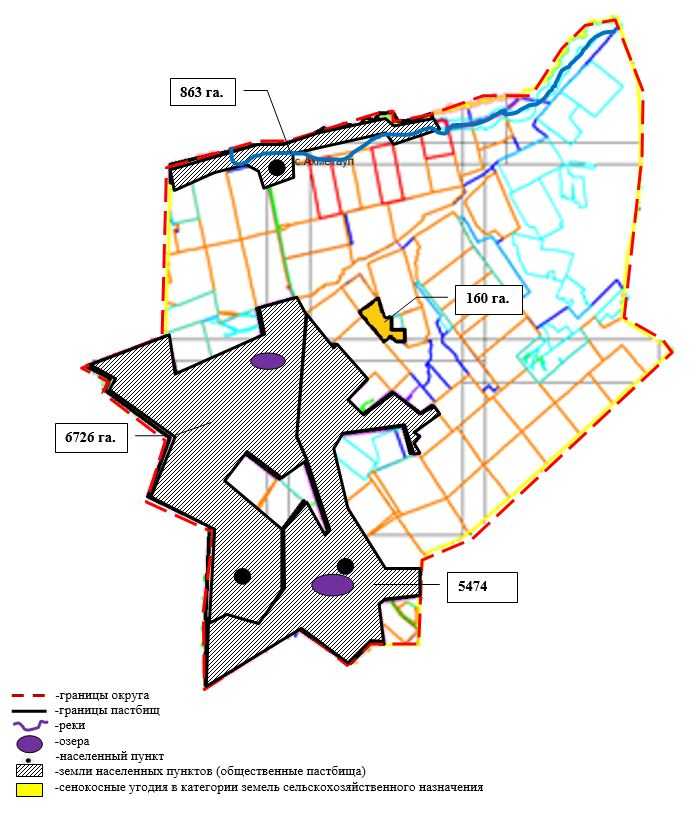 863 га.
с.Ахметаул
160 га.
6726 га.
5474
-границы округа
-границы пастбищ
-реки
-озера
-населенный пункт
-земли населенных пунктов (общественные пастбища)
-сенокосные угодия в категории земель сельскохозяйственного назначения